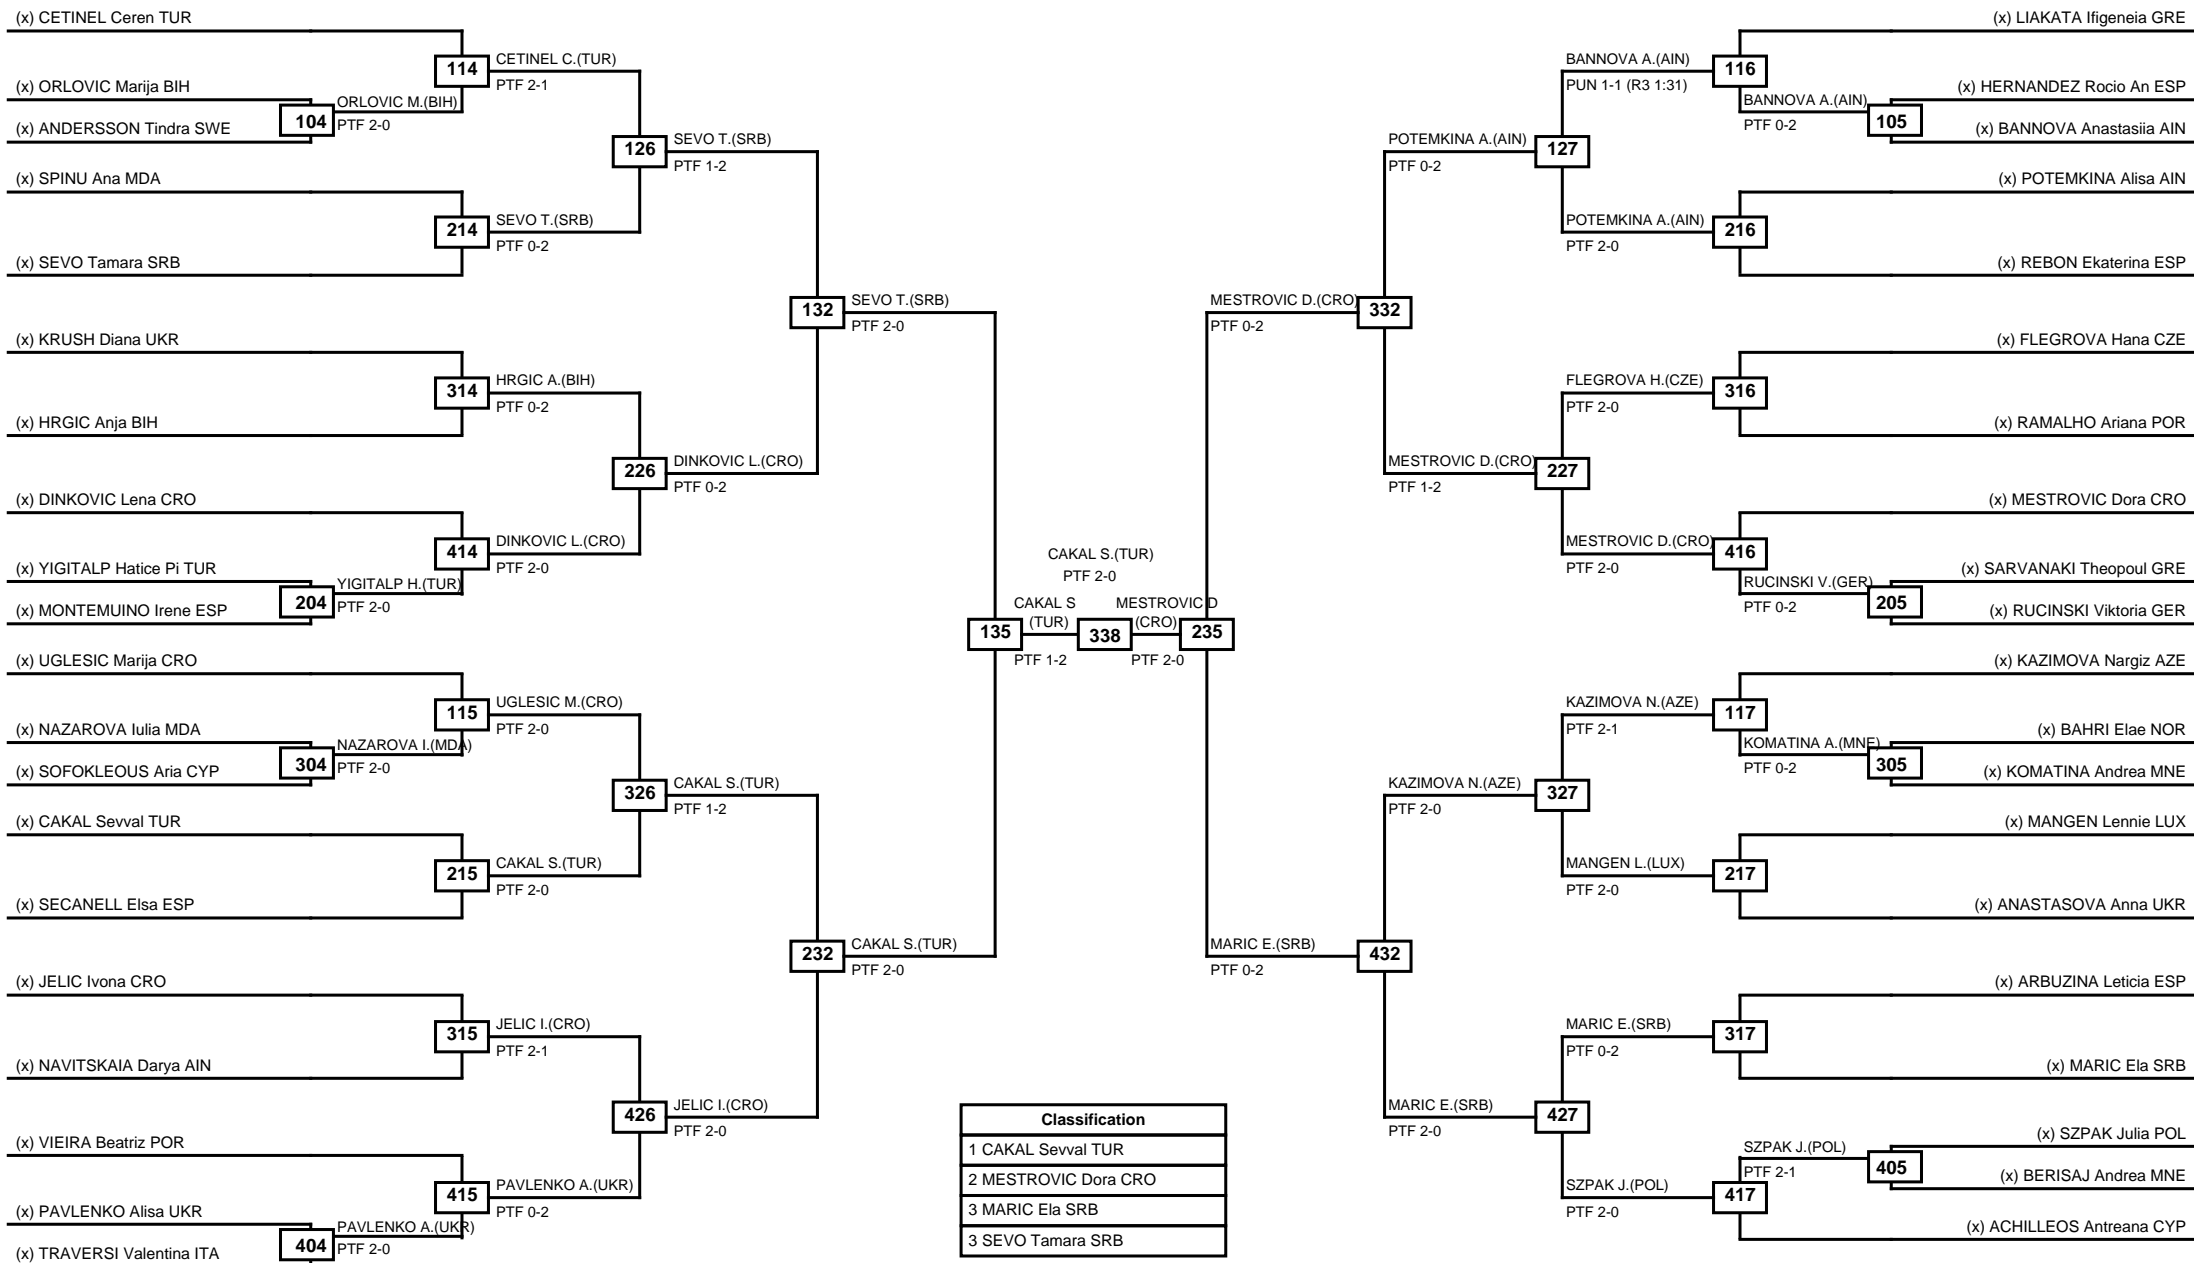 (x) CETINEL Ceren TUR
114
CETINEL C.(TUR)
PTF 2-1
(x) ORLOVIC Marija BIH
104
ORLOVIC M.(BIH)
PTF 2-0
(x) ANDERSSON Tindra SWE
126
SEVO T.(SRB)
PTF 1-2
(x) SPINU Ana MDA
214
SEVO T.(SRB)
PTF 0-2
(x) SEVO Tamara SRB
132
SEVO T.(SRB)
PTF 2-0
(x) KRUSH Diana UKR
314
HRGIC A.(BIH)
PTF 0-2
(x) HRGIC Anja BIH
226
DINKOVIC L.(CRO)
PTF 0-2
(x) DINKOVIC Lena CRO
414
DINKOVIC L.(CRO)
PTF 2-0
(x) YIGITALP Hatice Pi TUR
204
YIGITALP H.(TUR)
PTF 2-0
(x) MONTEMUINO Irene ESP
135
CAKAL S
(TUR)
PTF 1-2
(x) UGLESIC Marija CRO
115
UGLESIC M.(CRO)
PTF 2-0
(x) NAZAROVA Iulia MDA
304
NAZAROVA I.(MDA)
PTF 2-0
(x) SOFOKLEOUS Aria CYP
326
CAKAL S.(TUR)
PTF 1-2
(x) CAKAL Sevval TUR
215
CAKAL S.(TUR)
PTF 2-0
(x) SECANELL Elsa ESP
232
CAKAL S.(TUR)
PTF 2-0
(x) JELIC Ivona CRO
315
JELIC I.(CRO)
PTF 2-1
(x) NAVITSKAIA Darya AIN
426
JELIC I.(CRO)
PTF 2-0
(x) VIEIRA Beatriz POR
415
PAVLENKO A.(UKR)
PTF 0-2
(x) PAVLENKO Alisa UKR
404
PAVLENKO A.(UKR)
PTF 2-0
(x) TRAVERSI Valentina ITA
CAKAL S.(TUR)
PTF 2-0
338
MESTROVIC D
(CRO)
PTF 2-0
235
(x) LIAKATA Ifigeneia GRE
BANNOVA A.(AIN)
116
PUN 1-1 (R3 1:31)
(x) HERNANDEZ Rocio An ESP
BANNOVA A.(AIN)
105
PTF 0-2
(x) BANNOVA Anastasiia AIN
POTEMKINA A.(AIN)
127
PTF 0-2
(x) POTEMKINA Alisa AIN
POTEMKINA A.(AIN)
216
PTF 2-0
(x) REBON Ekaterina ESP
MESTROVIC D.(CRO)
332
PTF 0-2
(x) FLEGROVA Hana CZE
FLEGROVA H.(CZE)
316
PTF 2-0
(x) RAMALHO Ariana POR
MESTROVIC D.(CRO)
227
PTF 1-2
(x) MESTROVIC Dora CRO
MESTROVIC D.(CRO)
416
PTF 2-0
(x) SARVANAKI Theopoul GRE
RUCINSKI V.(GER)
205
PTF 0-2
(x) RUCINSKI Viktoria GER
(x) KAZIMOVA Nargiz AZE
KAZIMOVA N.(AZE)
117
PTF 2-1
(x) BAHRI Elae NOR
KOMATINA A.(MNE)
305
PTF 0-2
(x) KOMATINA Andrea MNE
KAZIMOVA N.(AZE)
327
PTF 2-0
(x) MANGEN Lennie LUX
MANGEN L.(LUX)
217
PTF 2-0
(x) ANASTASOVA Anna UKR
MARIC E.(SRB)
432
PTF 0-2
(x) ARBUZINA Leticia ESP
MARIC E.(SRB)
317
PTF 0-2
(x) MARIC Ela SRB
MARIC E.(SRB)
427
PTF 2-0
(x) SZPAK Julia POL
SZPAK J.(POL)
405
PTF 2-1
(x) BERISAJ Andrea MNE
SZPAK J.(POL)
417
PTF 2-0
(x) ACHILLEOS Antreana CYP
Classification
1 CAKAL Sevval TUR
2 MESTROVIC Dora CRO
3 MARIC Ela SRB
3 SEVO Tamara SRB